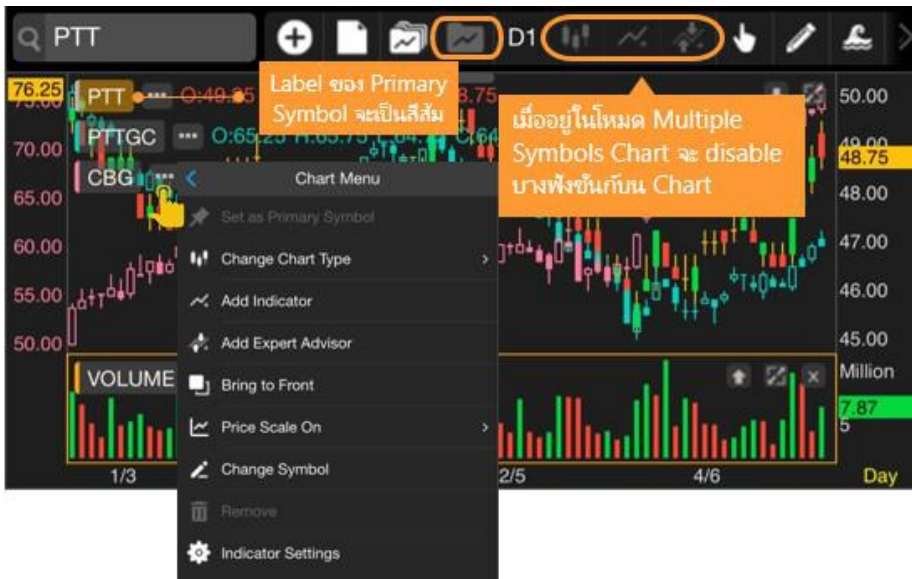 PTT
D1
Label ของ Primary
Symbol จะเป็นสีส้ม
เมื่ออยู่ในโหมด Multiple
Symbols Chart จะ disable
บางฟังชันกับน Chart
76.25
PTT
PTTGC
CBG
Chart Menu
Set as Primary Symbol
Change Chart Type
Add Indicator
Add Expert Advisor
Bring to Front
Price Scale On
Change Symbol
Remove
Indicator Settings
70.00
65.00
60.00
55.00
50.00
50.00
48.75
48.00
47.00
46.00
45.00
VOLUME
Million
7.87
5
1/3
2/5
4/6
Day